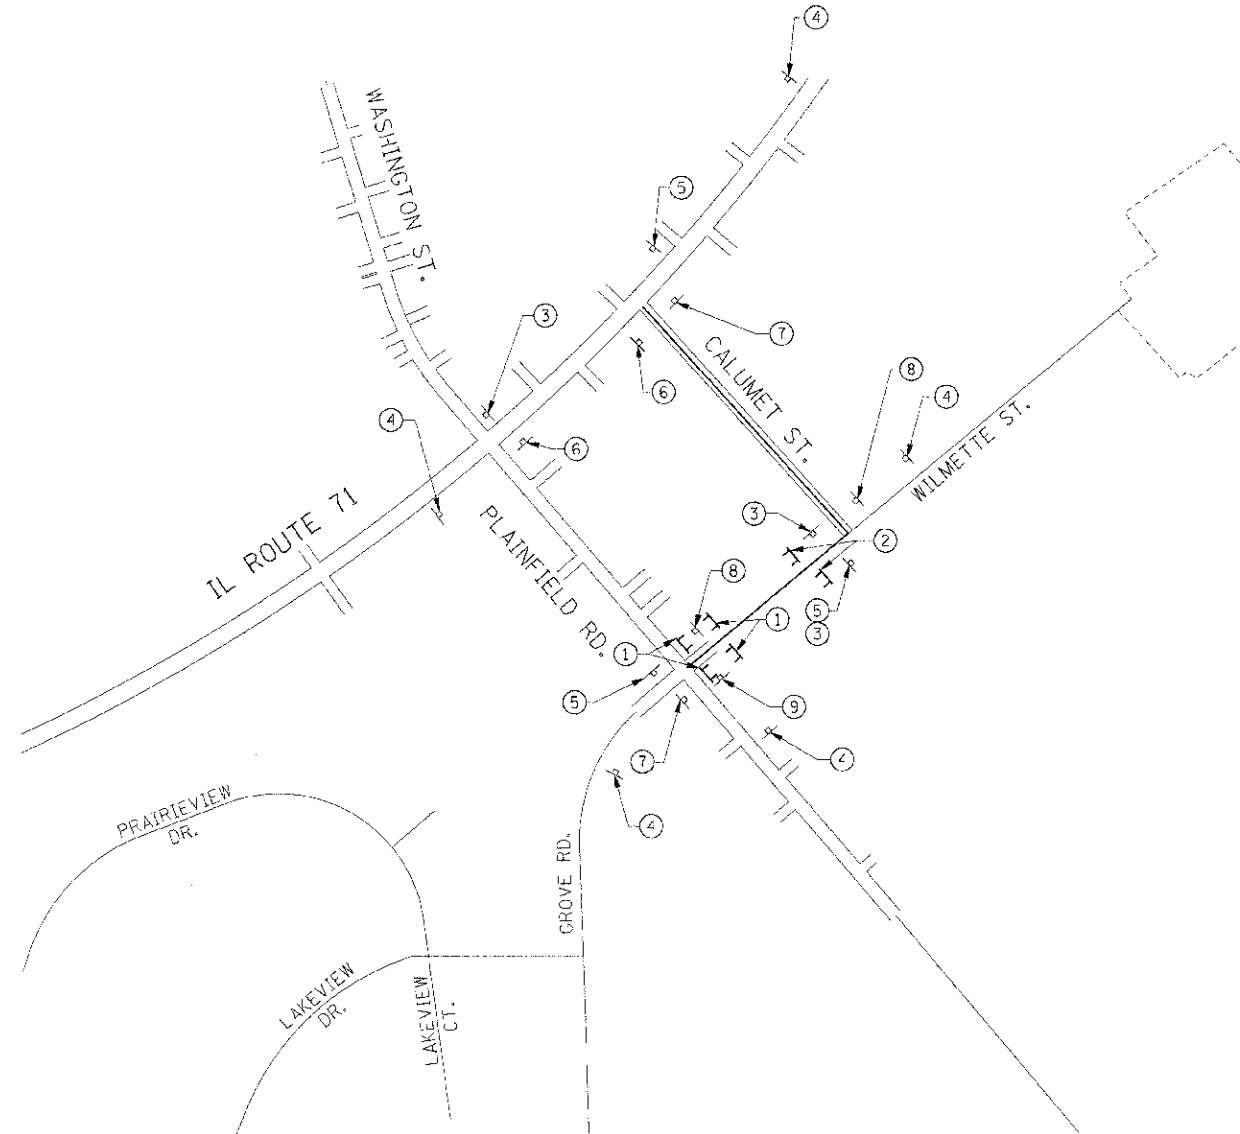 4
WASHINGTON ST.
5
3
7
CALUMET ST.
6
8
4
4
6
WILMETTE ST.
IL ROUTE 71
PLAINFIELD RD.
3
2
8
5
3
1
1
5
9
7
4
4
PRAIRIEVIEW
DR.
GROVE RD.
LAKEVIEW
DR.
LAKEVIEW
CT.